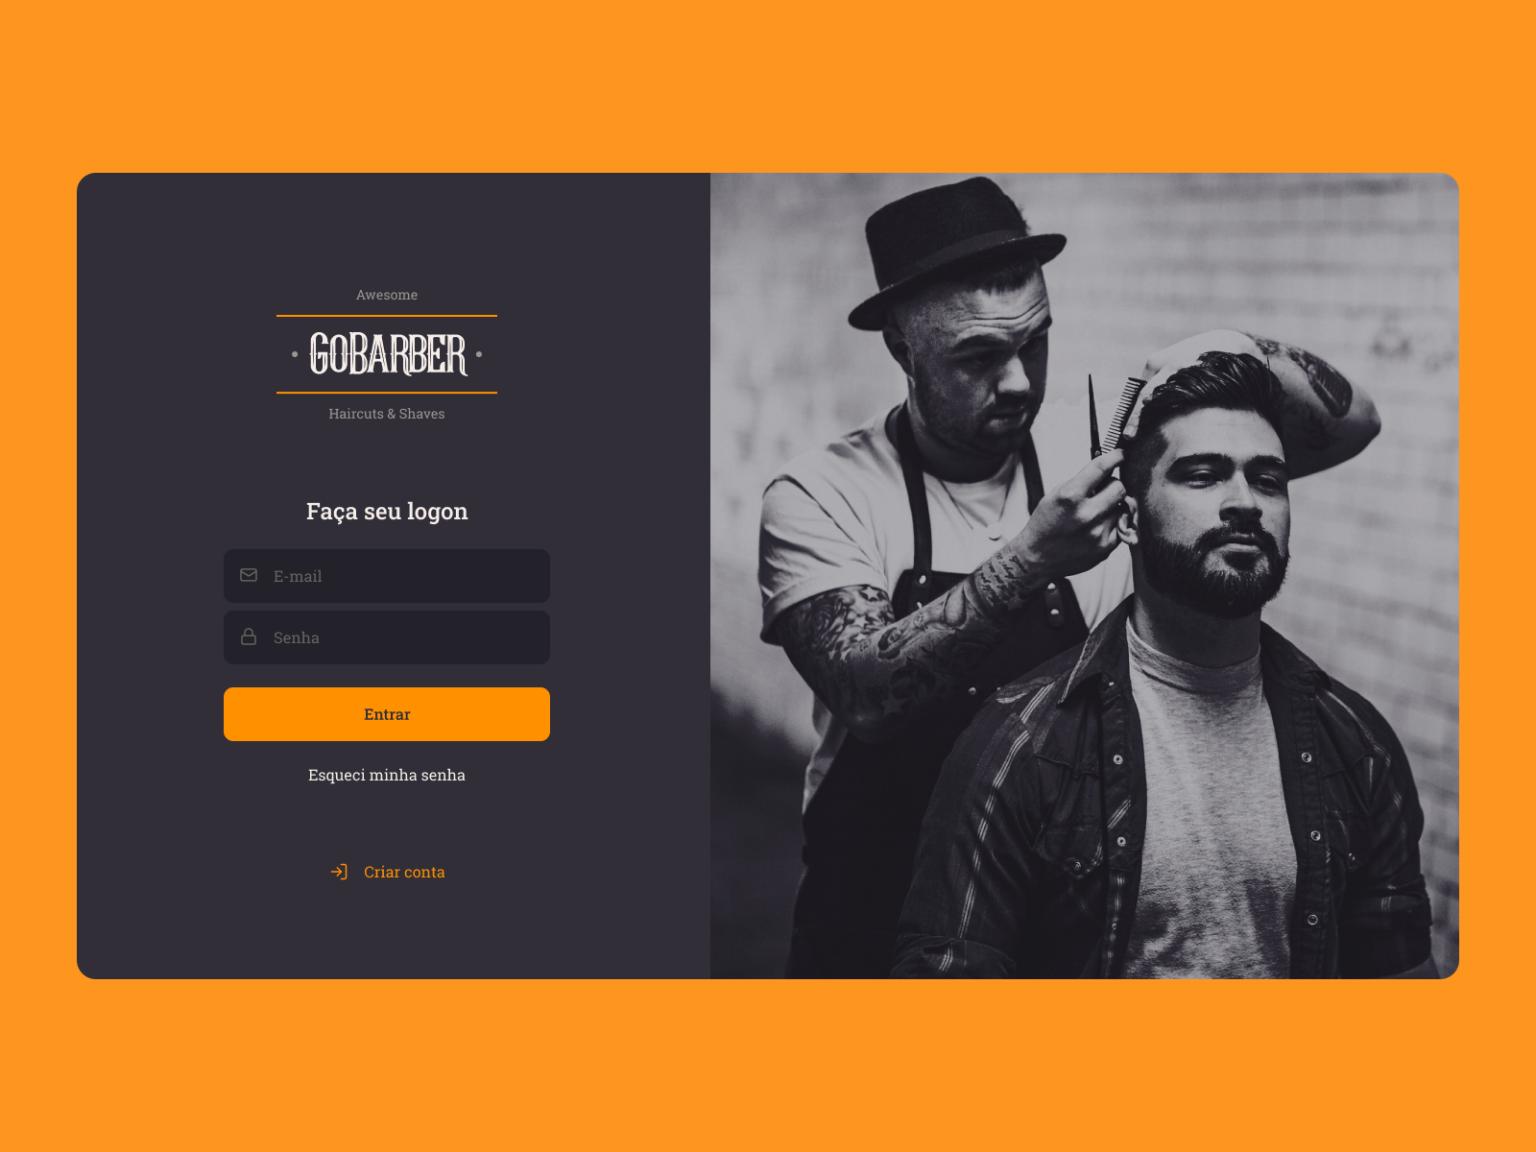 Awesome
GOBARBER
Haircuts & Shaves
Faça seu logon
E-mail
Senha
Entrar
Esqueci minha senha
Criar conta